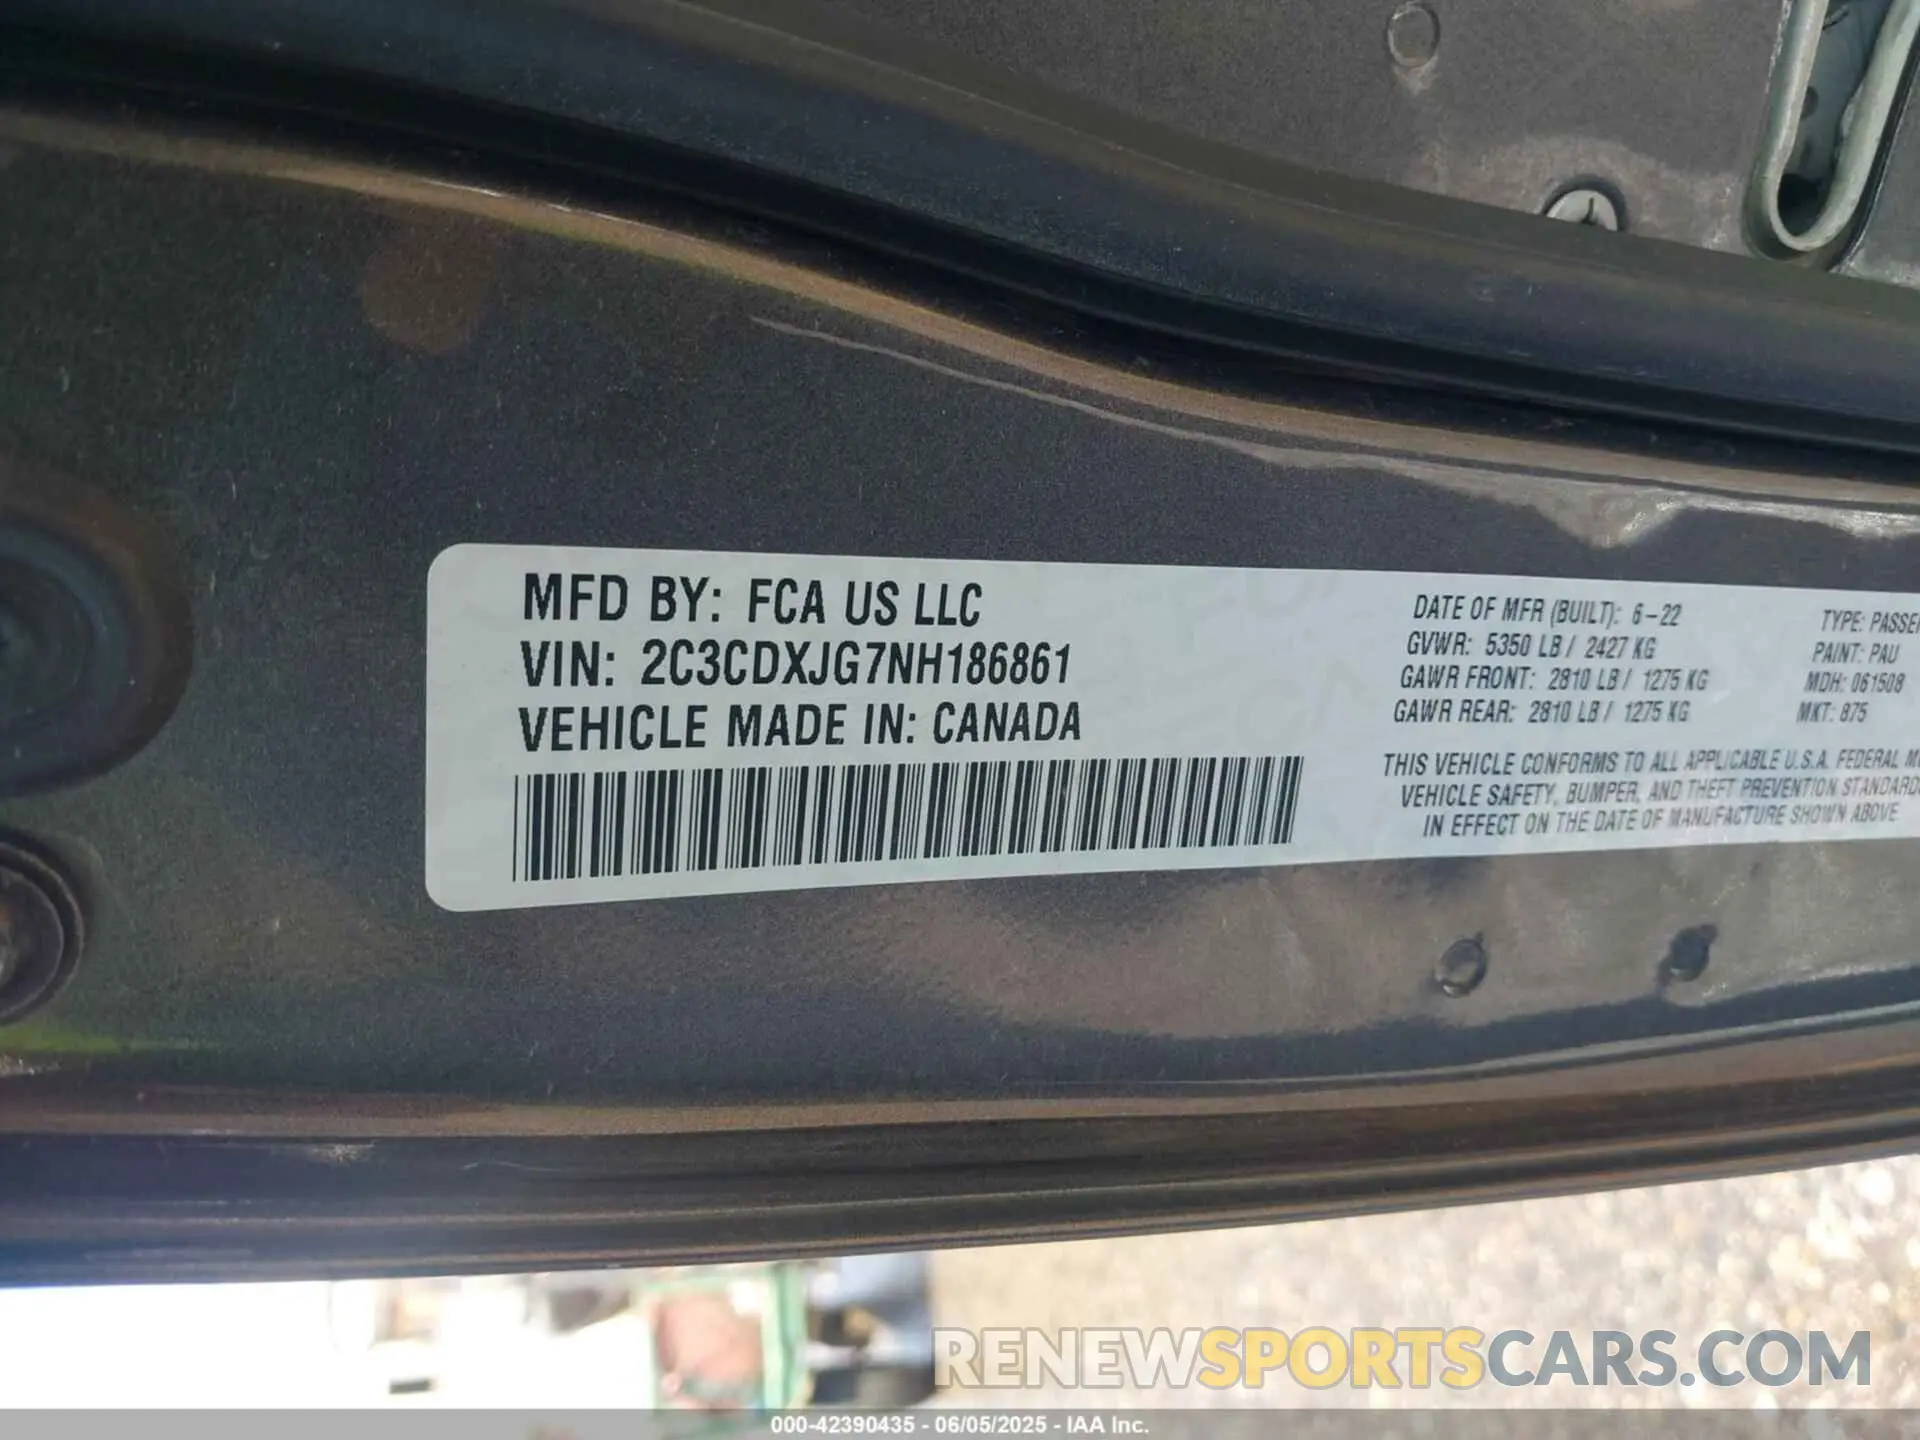 MFD BY: FCA US LLC
VIN: 2C3CDXJG7NH186861
VEHICLE MADE IN: CANADA
DATE OF MFR (BUILT): 6-22
GVWR: 5350 LB / 2427 KG
GAWR FRONT: 2810 LB / 1275 KG
GAWR REAR: 2810 LB / 1275 KG
TYPE: PASSE
PAINT: PAU
MDH: 061508
MKT: 875
THIS VEHICLE CONFORMS TO ALL APPLICABLE U.S.A. FEDERAL M
VEHICLE SAFETY, BUMPER, AND THEFT PREVENTION STANDARD
IN EFFECT ON THE DATE OF MANUFACTURE SHOWN ABOVE
RENEWSPORTSCARS.COM
000-42390435 - 06/05/2025 - IAA Inc.